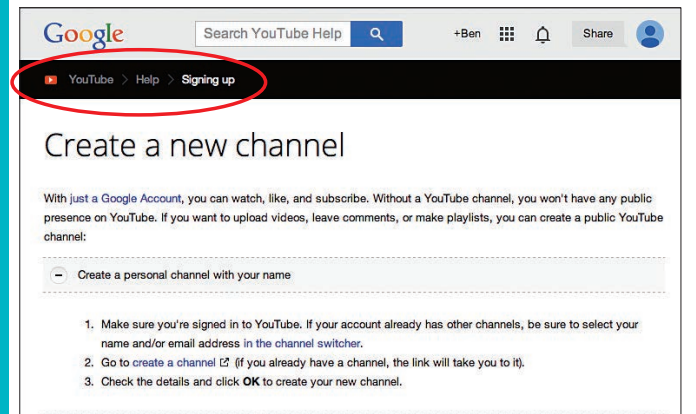 Google Search YouTube Help +Ben Share
YouTube > Help > Signing up
Create a new channel
With just a Google Account, you can watch, like, and subscribe. Without a YouTube channel, you won't have any public
presence on YouTube. If you want to upload videos, leave comments, or make playlists, you can create a public YouTube
channel:
Create a personal channel with your name
1. Make sure you're signed in to YouTube. If your account already has other channels, be sure to select your
name and/or email address in the channel switcher.
2. Go to create a channel (if you already have a channel, the link will take you to it).
3. Check the details and click OK to create your new channel.